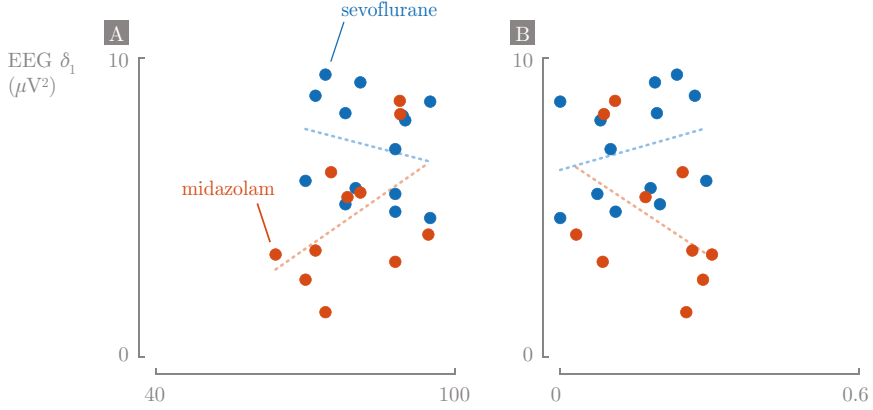 sevoflurane
A
B
EEG δ₁
(μV²)
10
10
midazolam
0
0
40
100
0
0.6